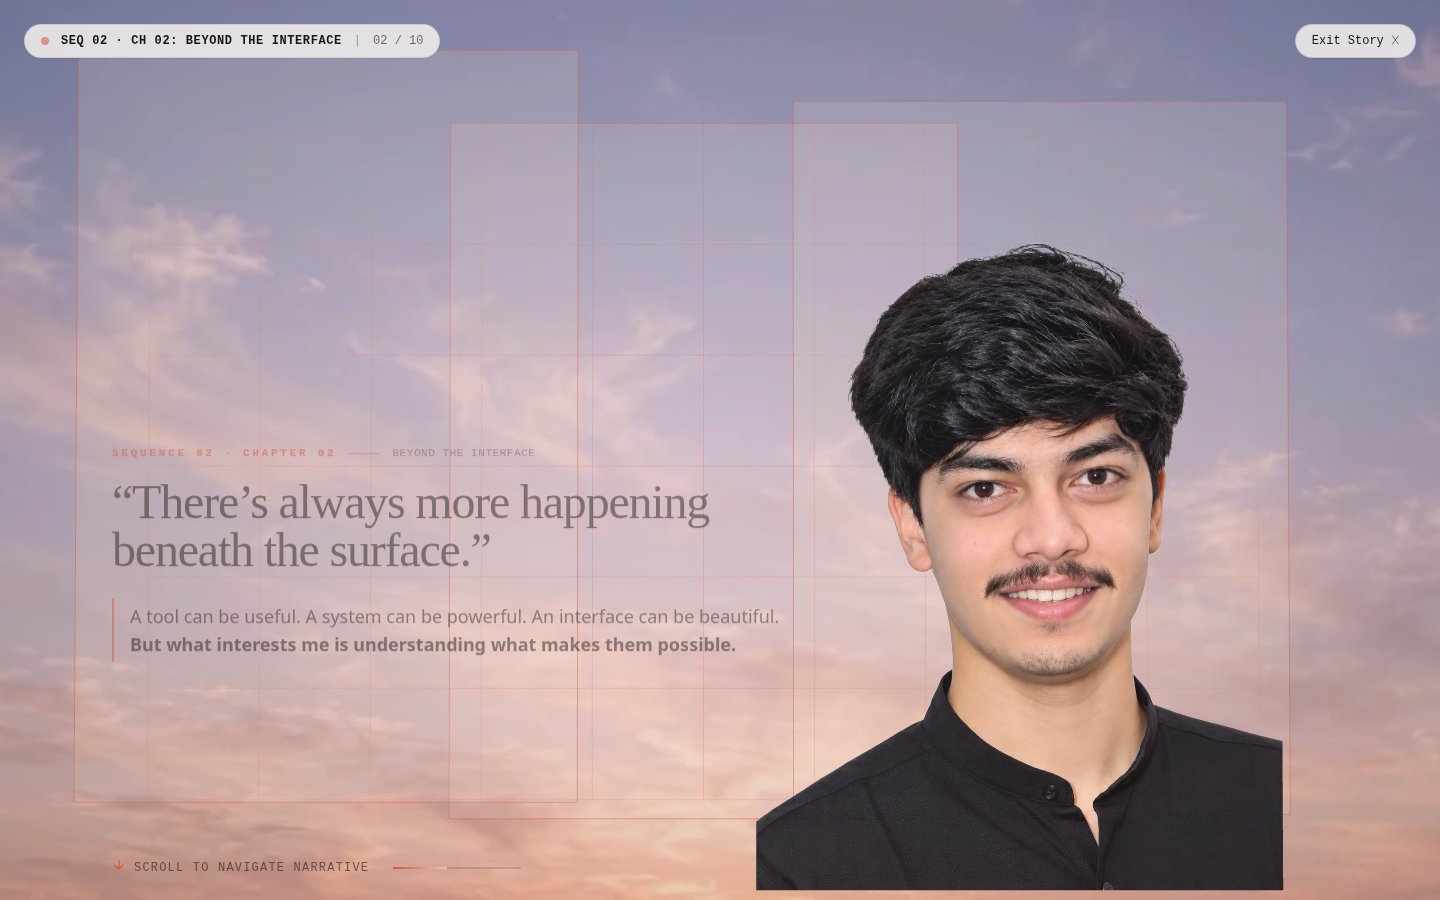 SEQ 02 · CH 02: BEYOND THE INTERFACE | 02 / 10
Exit Story X
SEQUENCE 02 · CHAPTER 02 BEYOND THE INTERFACE
“There’s always more happening
beneath the surface.”
A tool can be useful. A system can be powerful. An interface can be beautiful.
But what interests me is understanding what makes them possible.
↓ SCROLL TO NAVIGATE NARRATIVE